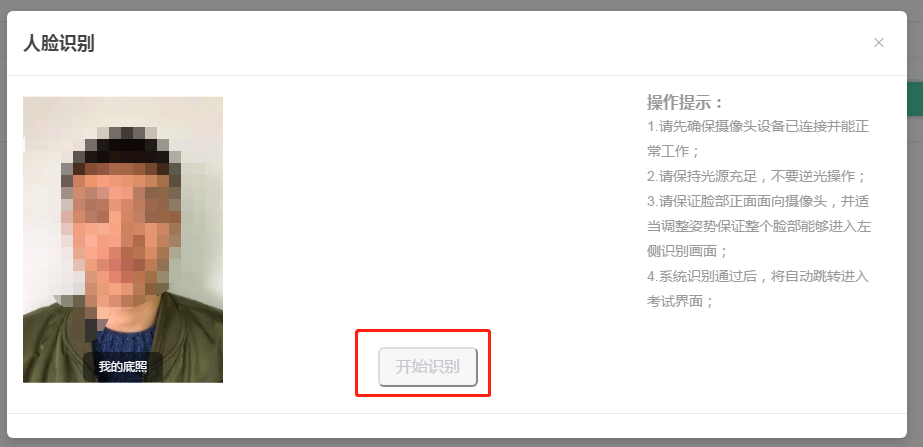 人脸识别
操作提示：
1.请先确保摄像头设备已连接并能正
常工作；
2.请保持光源充足，不要逆光操作；
3.请保证脸部正面面向摄像头，并适
当调整姿势保证整个脸部能够进入左
侧识别画面；
4.系统识别通过后，将自动跳转进入
考试界面；
我的底照
开始识别